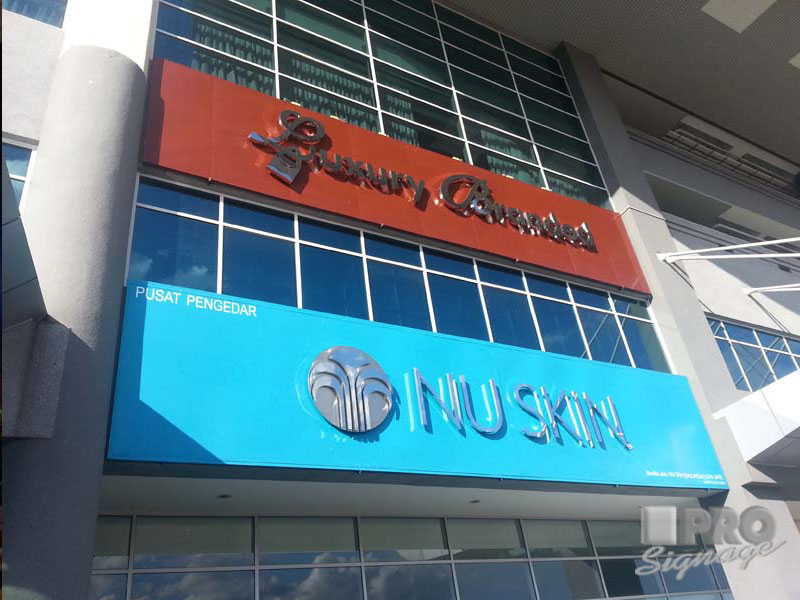 Luxury Branded
PUSAT PENGEDAR
NU SKIN
PRO
Signage